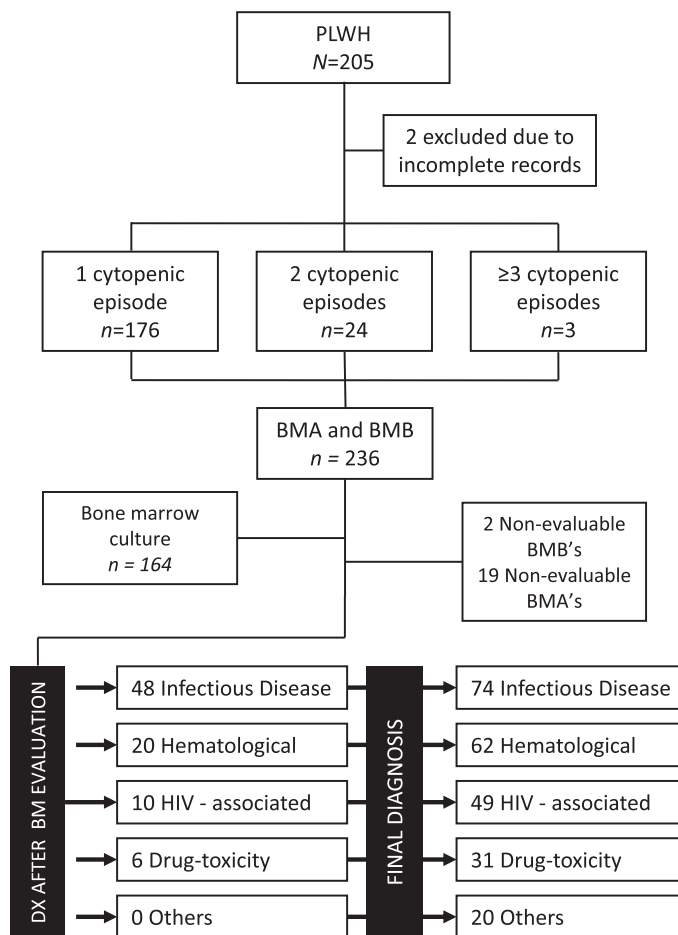 PLWH
N=205
2 excluded due to
incomplete records
1 cytopenic
episode
n=176
2 cytopenic
episodes
n=24
≥3 cytopenic
episodes
n=3
BMA and BMB
n = 236
Bone marrow
culture
n = 164
2 Non-evaluable
BMB's
19 Non-evaluable
BMA's
DX AFTER BM EVALUATION
48 Infectious Disease
20 Hematological
10 HIV - associated
6 Drug-toxicity
0 Others
FINAL DIAGNOSIS
74 Infectious Disease
62 Hematological
49 HIV - associated
31 Drug-toxicity
20 Others